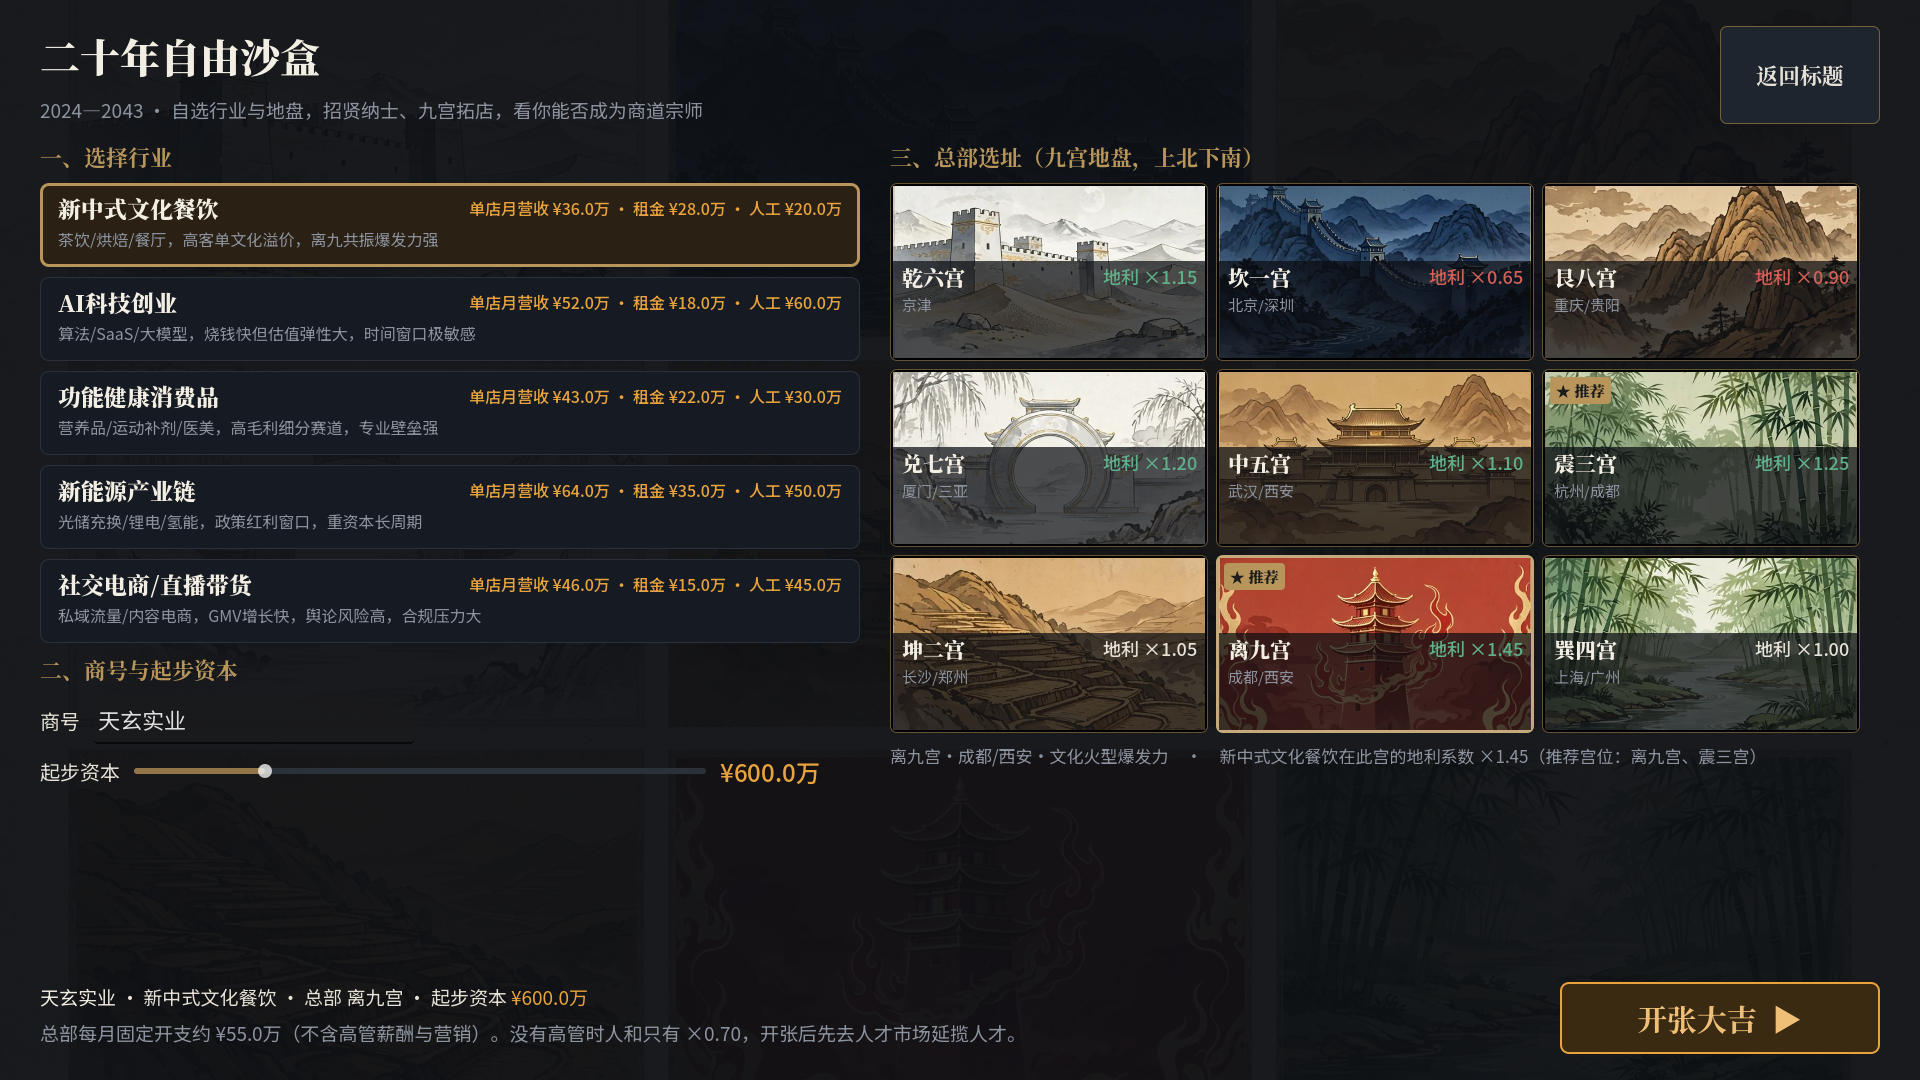 二十年自由沙盒
2024—2043 · 自选行业与地盘，招贤纳士、九宫拓店，看你能否成为商道宗师
返回标题
一、选择行业
新中式文化餐饮
单店月营收 ¥36.0万 · 租金 ¥28.0万 · 人工 ¥20.0万
茶饮/烘焙/餐厅，高客单文化溢价，离九共振爆发力强
AI科技创业
单店月营收 ¥52.0万 · 租金 ¥18.0万 · 人工 ¥60.0万
算法/SaaS/大模型，烧钱快但估值弹性大，时间窗口极敏感
功能健康消费品
单店月营收 ¥43.0万 · 租金 ¥22.0万 · 人工 ¥30.0万
营养品/运动补剂/医美，高毛利细分赛道，专业壁垒强
新能源产业链
单店月营收 ¥64.0万 · 租金 ¥35.0万 · 人工 ¥50.0万
光储充换/锂电/氢能，政策红利窗口，重资本长周期
社交电商/直播带货
单店月营收 ¥46.0万 · 租金 ¥15.0万 · 人工 ¥45.0万
私域流量/内容电商，GMV增长快，舆论风险高，合规压力大
二、商号与起步资本
商号 天玄实业
起步资本 ¥600.0万
三、总部选址（九宫地盘，上北下南）
乾六宫 地利 ×1.15
京津
坎一宫 地利 ×0.65
北京/深圳
艮八宫 地利 ×0.90
重庆/贵阳
兑七宫 地利 ×1.20
厦门/三亚
中五宫 地利 ×1.10
武汉/西安
★ 推荐
震三宫 地利 ×1.25
杭州/成都
坤二宫 地利 ×1.05
长沙/郑州
★ 推荐
离九宫 地利 ×1.45
成都/西安
巽四宫 地利 ×1.00
上海/广州
离九宫·成都/西安·文化火型爆发力 · 新中式文化餐饮在此宫的地利系数 ×1.45（推荐宫位：离九宫、震三宫）
天玄实业 · 新中式文化餐饮 · 总部 离九宫 · 起步资本 ¥600.0万
总部每月固定开支约 ¥55.0万（不含高管薪酬与营销）。没有高管时人和只有 ×0.70，开张后先去人才市场延揽人才。
开张大吉 ▶